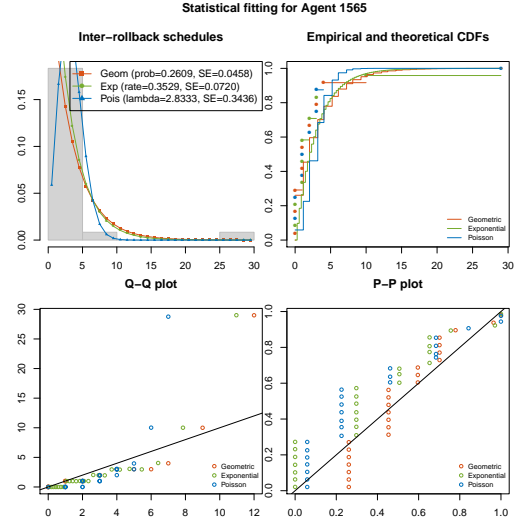 Statistical fitting for Agent 1565
Inter−rollback schedules
Geom (prob=0.2609, SE=0.0458)
Exp (rate=0.3529, SE=0.0720)
Pois (lambda=2.8333, SE=0.3436)
0.00 0.05 0.10 0.15
0 5 10 15 20 25 30
Empirical and theoretical CDFs
0.0 0.2 0.4 0.6 0.8 1.0
Geometric
Exponential
Poisson
0 5 10 15 20 25 30
Q−Q plot
0 5 10 15 20 25 30
Geometric
Exponential
Poisson
0 2 4 6 8 10 12
P−P plot
0.0 0.2 0.4 0.6 0.8 1.0
Geometric
Exponential
Poisson
0.0 0.2 0.4 0.6 0.8 1.0